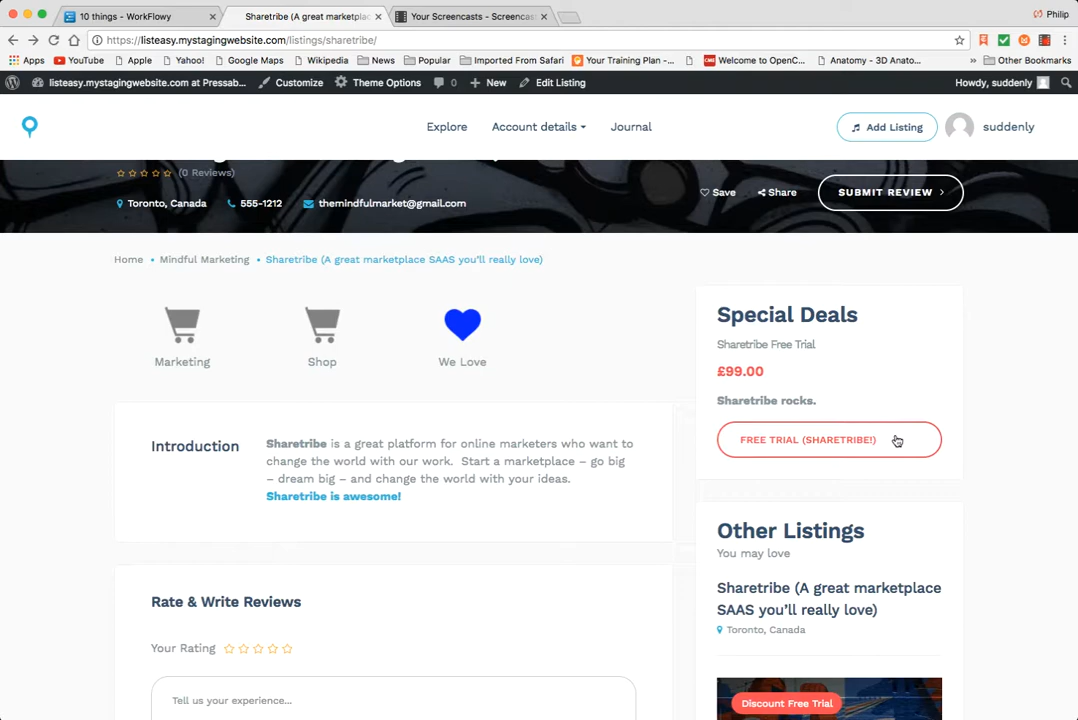 10 things - WorkFlowy
Sharetribe (A great marketplac
Your Screencasts - Screencast
Philip
https://listeasy.mystagingwebsite.com/listings/sharetribe/
Apps
YouTube
Apple
Yahoo!
Google Maps
Wikipedia
News
Popular
Imported From Safari
Your Training Plan -...
Welcome to OpenC...
Anatomy - 3D Anato...
»
Other Bookmarks
listeasy.mystagingwebsite.com at Pressab...
Customize
Theme Options
0
New
Edit Listing
Howdy, suddenly
Explore
Account details
Journal
Add Listing
suddenly
(0 Reviews)
Save
Share
SUBMIT REVIEW
Toronto, Canada
555-1212
themindfulmarket@gmail.com
Home • Mindful Marketing • Sharetribe (A great marketplace SAAS you'll really love)
Marketing
Shop
We Love
Introduction
Sharetribe is a great platform for online marketers who want to
change the world with our work. Start a marketplace – go big
– dream big – and change the world with your ideas.
Sharetribe is awesome!
Rate & Write Reviews
Your Rating
Tell us your experience...
Special Deals
Sharetribe Free Trial
£99.00
Sharetribe rocks.
FREE TRIAL (SHARETRIBE!)
Other Listings
You may love
Sharetribe (A great marketplace
SAAS you'll really love)
Toronto, Canada
Discount Free Trial